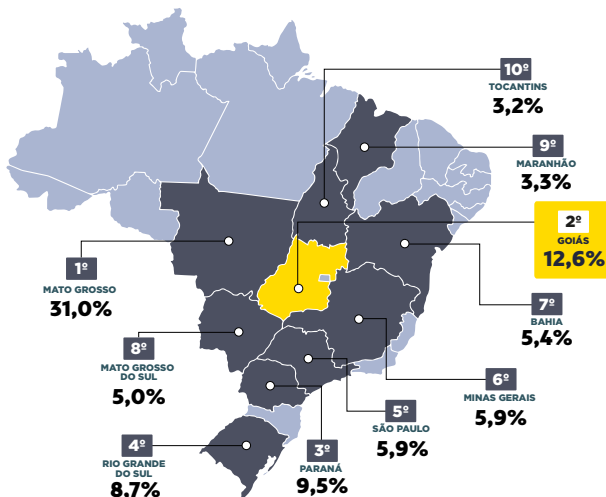 10º
TOCANTINS
3,2%
9º
MARANHÃO
3,3%
2º
GOIÁS
12,6%
1º
MATO GROSSO
31,0%
7º
BAHIA
5,4%
8º
MATO GROSSO
DO SUL
5,0%
6º
MINAS GERAIS
5,9%
5º
SÃO PAULO
5,9%
4º
RIO GRANDE
DO SUL
8,7%
3º
PARANÁ
9,5%